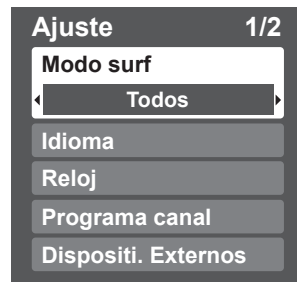 Ajuste 1/2
Modo surf
Todos
Idioma
Reloj
Programa canal
Dispositi. Externos